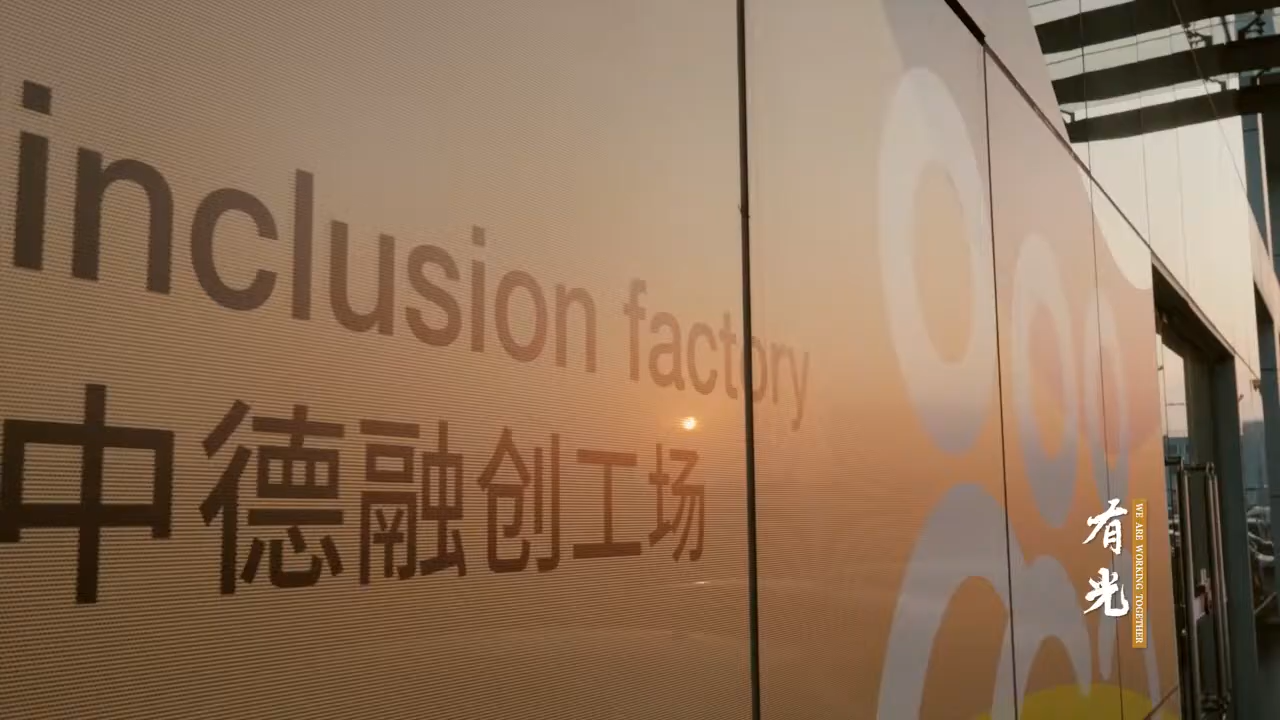 inclusion factory
中德融创工场
有光
WE ARE WORKING TOGETHER